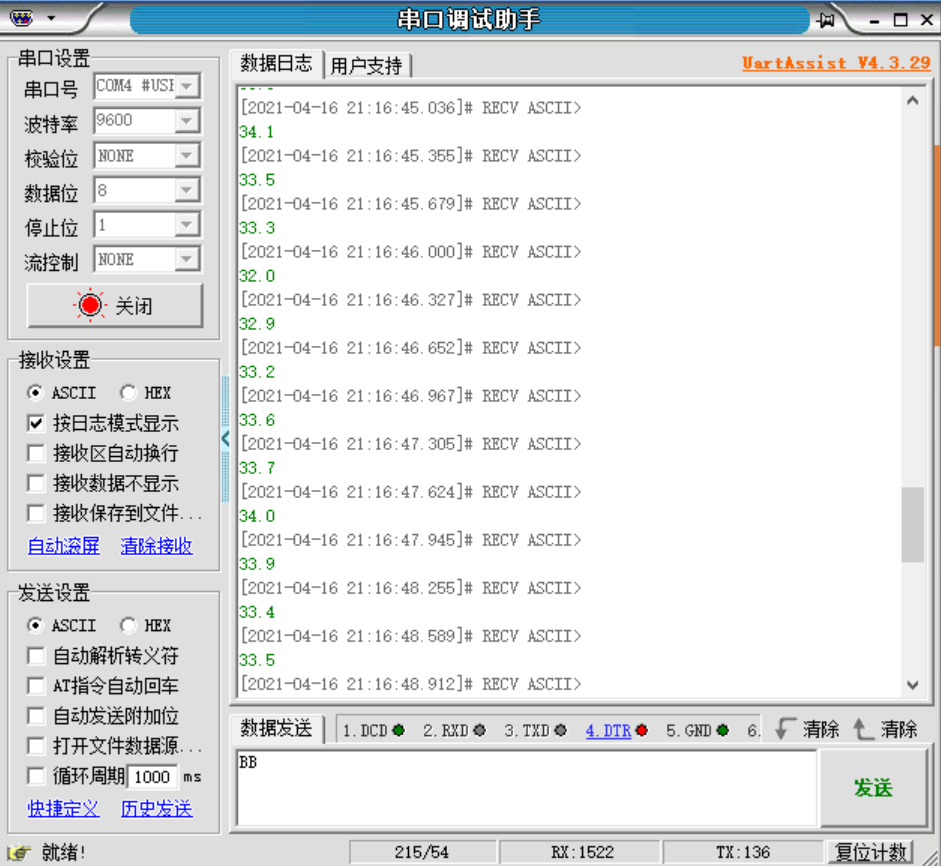 串口调试助手
串口设置
串口号 COM4 #USB
波特率 9600
校验位 NONE
数据位 8
停止位 1
流控制 NONE
关闭
接收设置
ASCII HEX
按日志模式显示
接收区自动换行
接收数据不显示
接收保存到文件...
自动滚屏 清除接收
发送设置
ASCII HEX
自动解析转义符
AT指令自动回车
自动发送附加位
打开文件数据源...
循环周期 1000 ms
快捷定义 历史发送
数据日志 用户支持 UartAssist V4.3.29
[2021-04-16 21:16:45.036]# RECV ASCII>
34.1
[2021-04-16 21:16:45.355]# RECV ASCII>
33.5
[2021-04-16 21:16:45.679]# RECV ASCII>
33.3
[2021-04-16 21:16:46.000]# RECV ASCII>
32.0
[2021-04-16 21:16:46.327]# RECV ASCII>
32.9
[2021-04-16 21:16:46.652]# RECV ASCII>
33.2
[2021-04-16 21:16:46.967]# RECV ASCII>
33.6
[2021-04-16 21:16:47.305]# RECV ASCII>
33.7
[2021-04-16 21:16:47.624]# RECV ASCII>
34.0
[2021-04-16 21:16:47.945]# RECV ASCII>
33.9
[2021-04-16 21:16:48.255]# RECV ASCII>
33.4
[2021-04-16 21:16:48.589]# RECV ASCII>
33.5
[2021-04-16 21:16:48.912]# RECV ASCII>
数据发送 1.DCD 2.RXD 3.TXD 4.DTR 5.GND 6. 清除 清除
BB
发送
就绪! 215/54 RX:1522 TX:136 复位计数